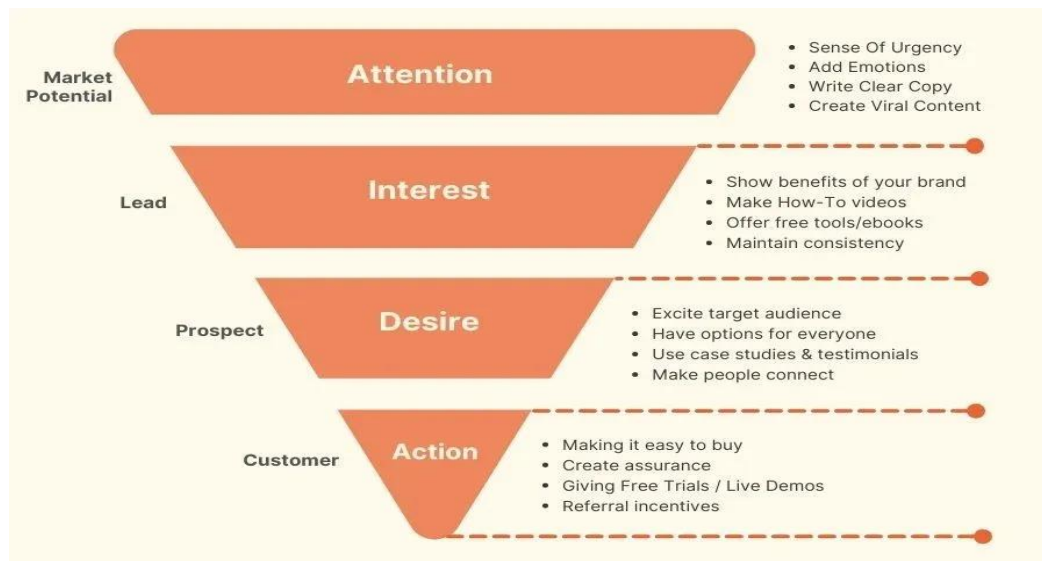 Market
Potential
Attention
• Sense Of Urgency
• Add Emotions
• Write Clear Copy
• Create Viral Content
Lead
Interest
• Show benefits of your brand
• Make How-To videos
• Offer free tools/ebooks
• Maintain consistency
Prospect
Desire
• Excite target audience
• Have options for everyone
• Use case studies & testimonials
• Make people connect
Customer
Action
• Making it easy to buy
• Create assurance
• Giving Free Trials / Live Demos
• Referral incentives